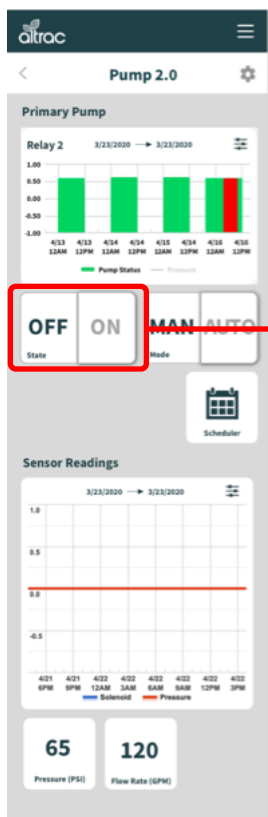 altrac
Pump 2.0
Primary Pump
Relay 2 3/23/2020 → 3/23/2020
1.00
0.50
0.00
-0.50
-1.00
4/13 4/13 4/14 4/14 4/15 4/14 4/16 4/16
12AM 12PM 12AM 12PM 12AM 12PM 12AM 12PM
Pump Status Pressure
OFF ON MAN AUTO
State Mode
Scheduler
Sensor Readings
3/23/2020 → 3/23/2020
1.0
0.5
0.0
-0.5
4/21 4/21 4/22 4/22 4/22 4/22 4/22 4/22
6PM 9PM 12AM 3AM 6AM 9AM 12PM 3PM
Solenoid Pressure
65 120
Pressure (PSI) Flow Rate (GPM)